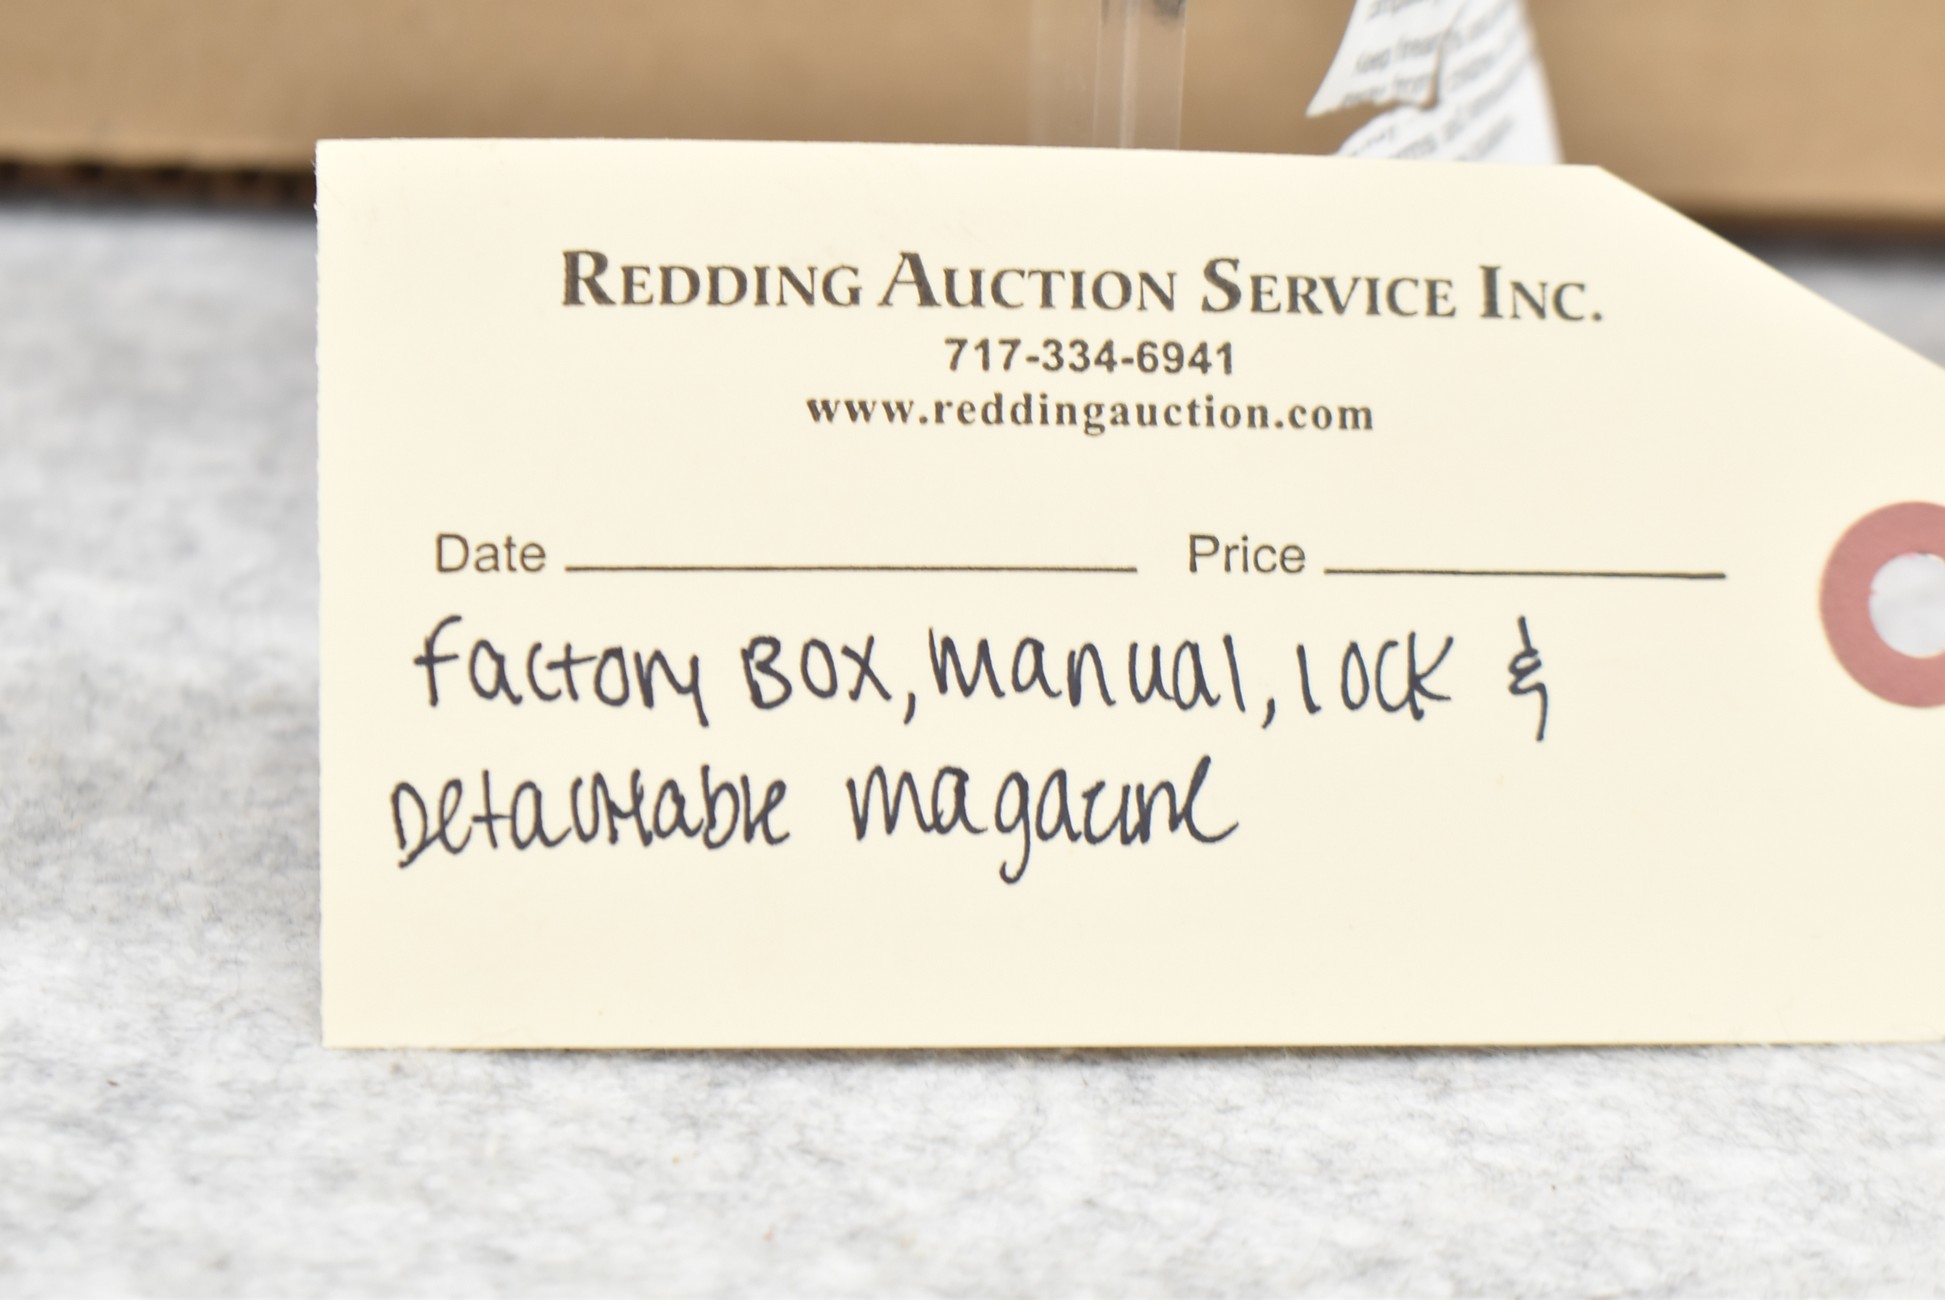 REDDING AUCTION SERVICE INC.
717-334-6941
www.reddingauction.com
Date Price
Factory Box, Manual, lock &
Detachable magazine